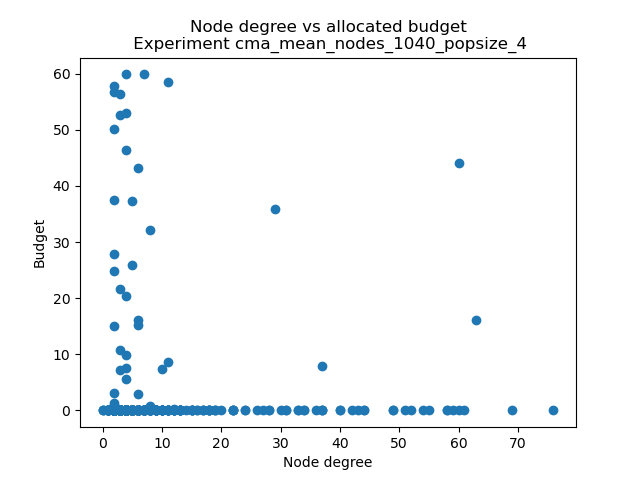 Node degree vs allocated budget
Experiment cma_mean_nodes_1040_popsize_4
60
50
40
30
20
10
0
Budget
0 10 20 30 40 50 60 70
Node degree